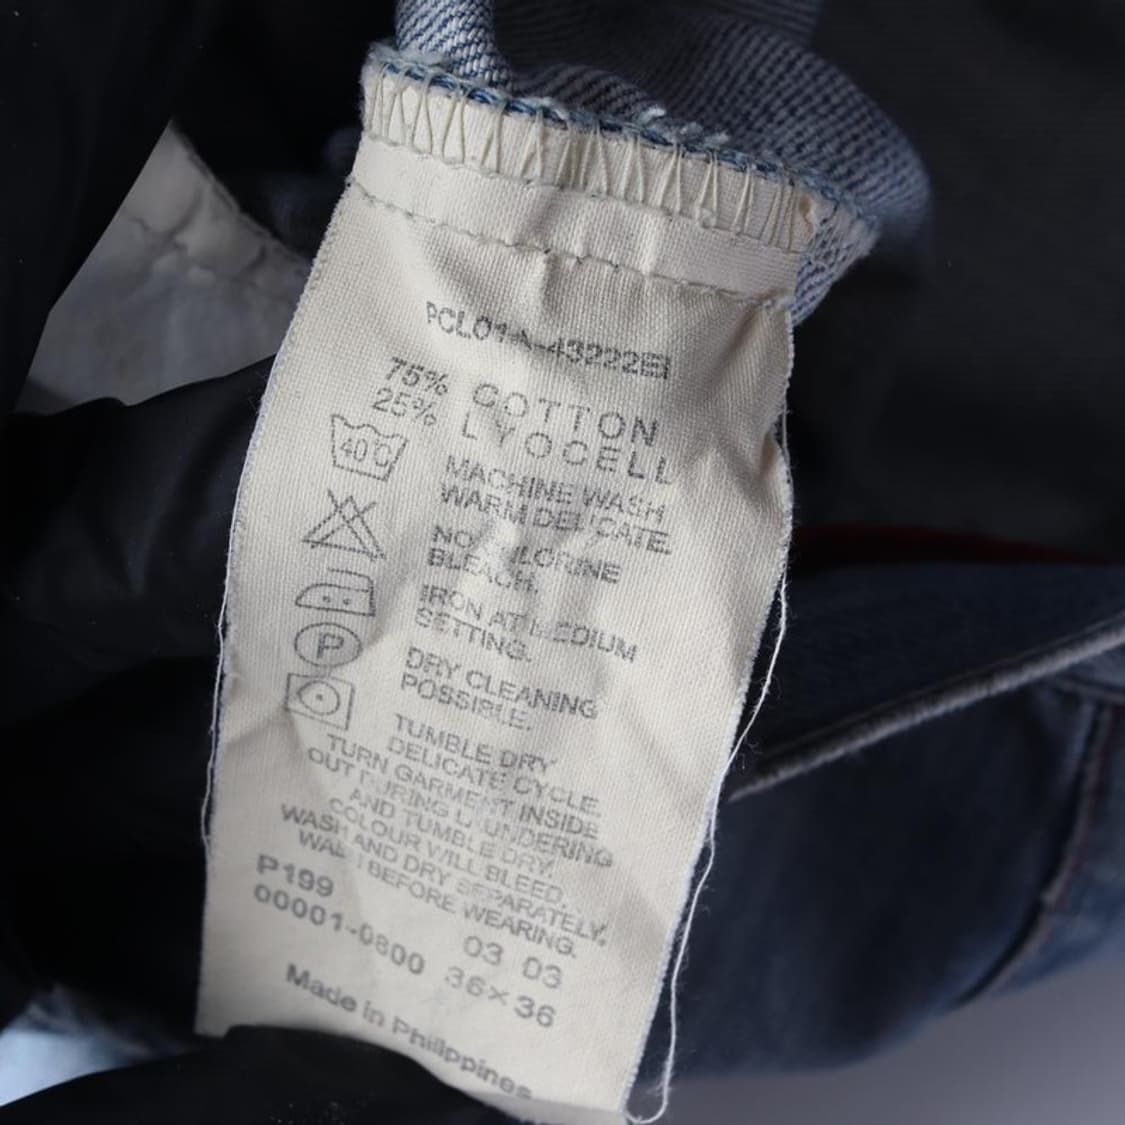 PCL01-A-43222EI
75% COTTON
25% LYOCELL
40°C
MACHINE WASH
WARM DELICATE.
NO CHLORINE
BLEACH.
IRON AT MEDIUM
SETTING.
P
DRY CLEANING
POSSIBLE.
TUMBLE DRY
DELICATE CYCLE.
TURN GARMENT INSIDE
OUT DURING LAUNDERING
AND TUMBLE DRY.
COLOUR WILL BLEED.
WASH AND DRY SEPARATELY.
WASH BEFORE WEARING.
P199
03 03
00001-0800 36×36
Made in Philippines